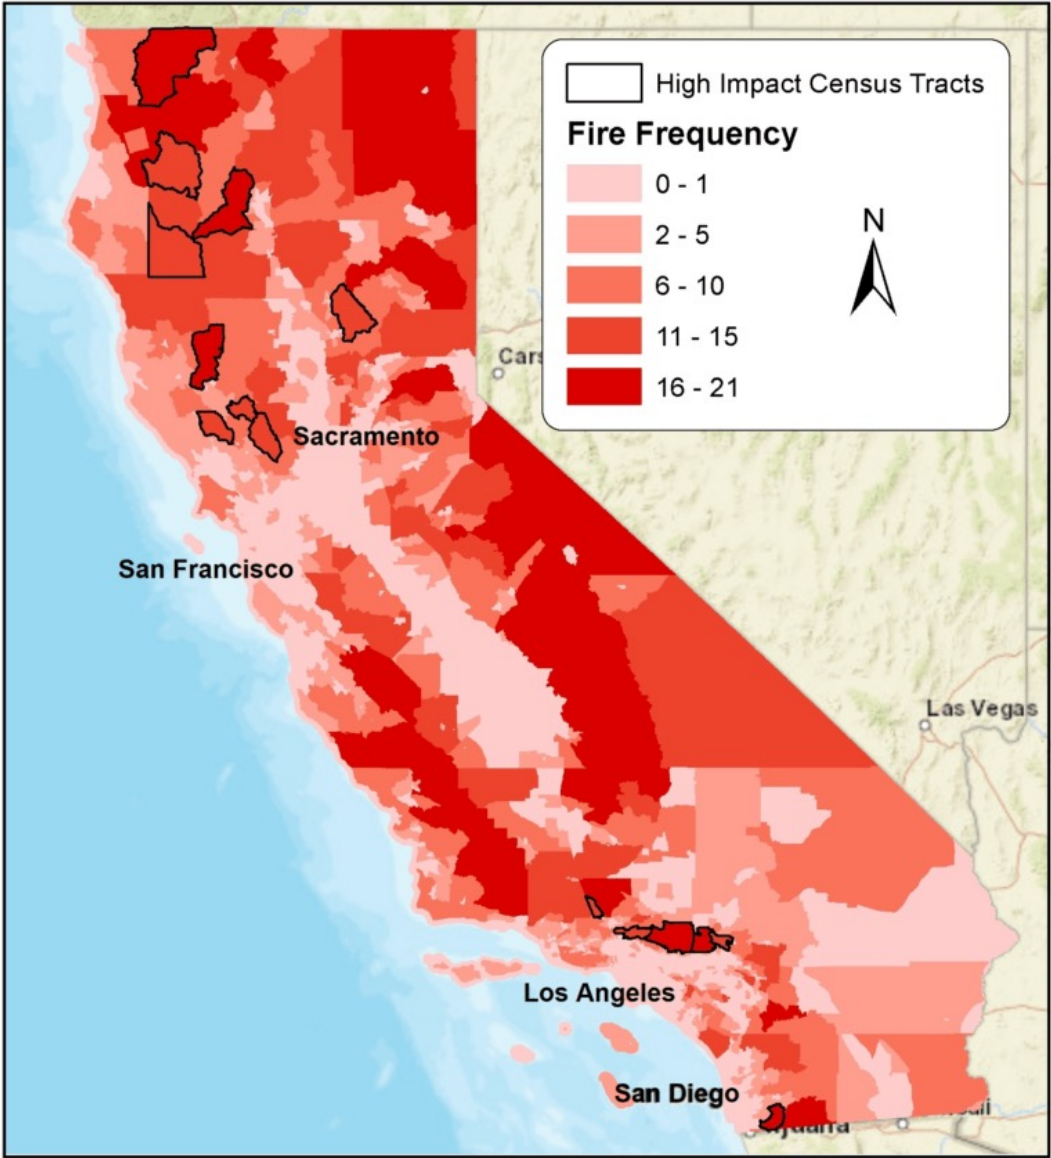 High Impact Census Tracts
Fire Frequency
0 - 1
2 - 5
6 - 10
11 - 15
16 - 21
N
Cars
Sacramento
San Francisco
Las Vegas
Los Angeles
San Diego